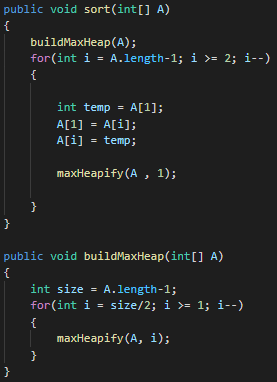 public void sort(int[] A)
{
    buildMaxHeap(A);
    for(int i = A.length-1; i >= 2; i--)
    {
        int temp = A[1];
        A[1] = A[i];
        A[i] = temp;
        maxHeapify(A , 1);
    }
}
public void buildMaxHeap(int[] A)
{
    int size = A.length-1;
    for(int i = size/2; i >= 1; i--)
    {
        maxHeapify(A, i);
    }
}